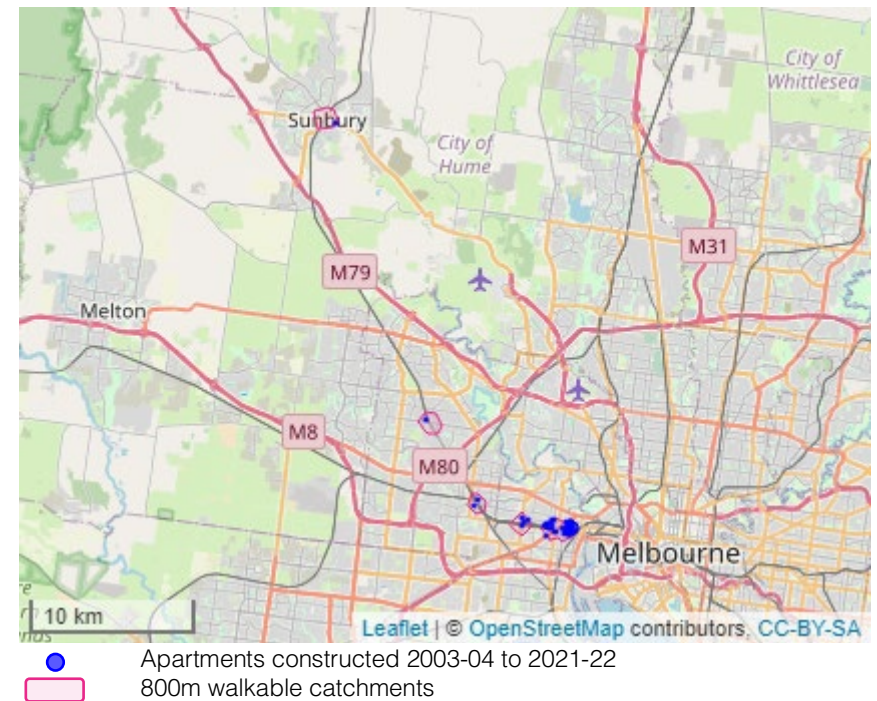 City of
Whittlesea
Sunbury
City of
Hume
M31
M79
Melton
M8
M80
Melbourne
10 km
Leaflet | © OpenStreetMap contributors, CC-BY-SA
Apartments constructed 2003-04 to 2021-22
800m walkable catchments